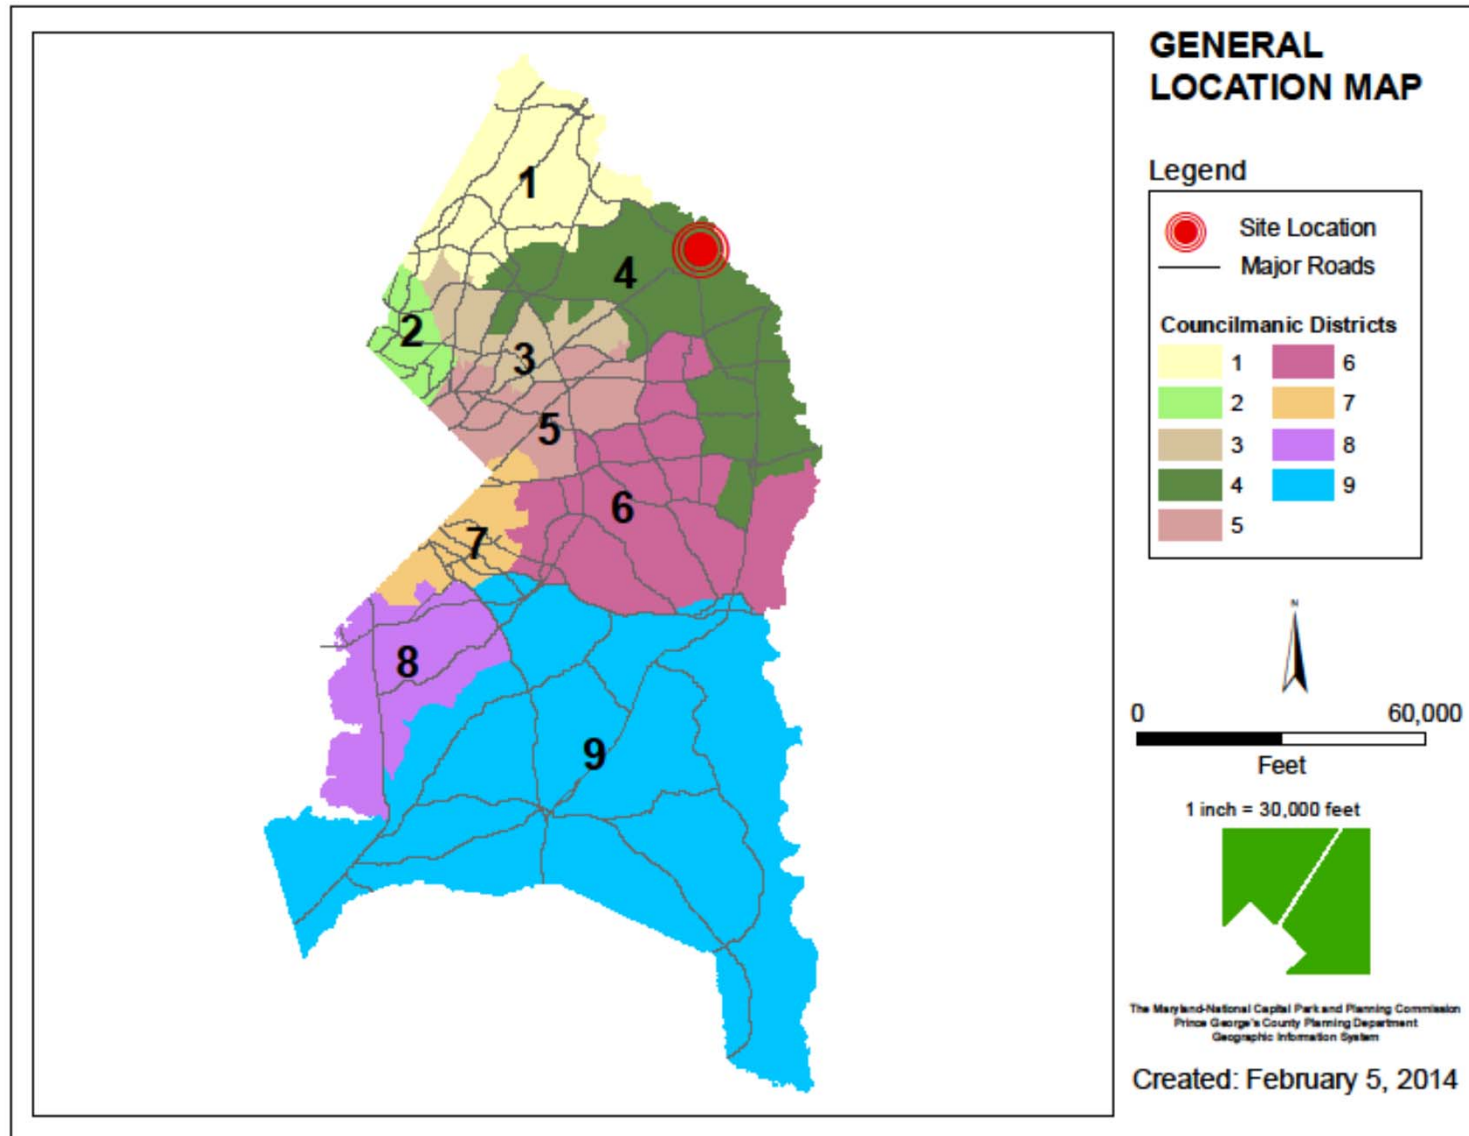 GENERAL
LOCATION MAP
Legend
Site Location
Major Roads
Councilmanic Districts
1
2
3
4
5
6
7
8
9
1
2
3
4
5
6
7
8
9
N
0 60,000
Feet
1 inch = 30,000 feet
The Maryland-National Capital Park and Planning Commission
Prince George's County Planning Department
Geographic Information System
Created: February 5, 2014